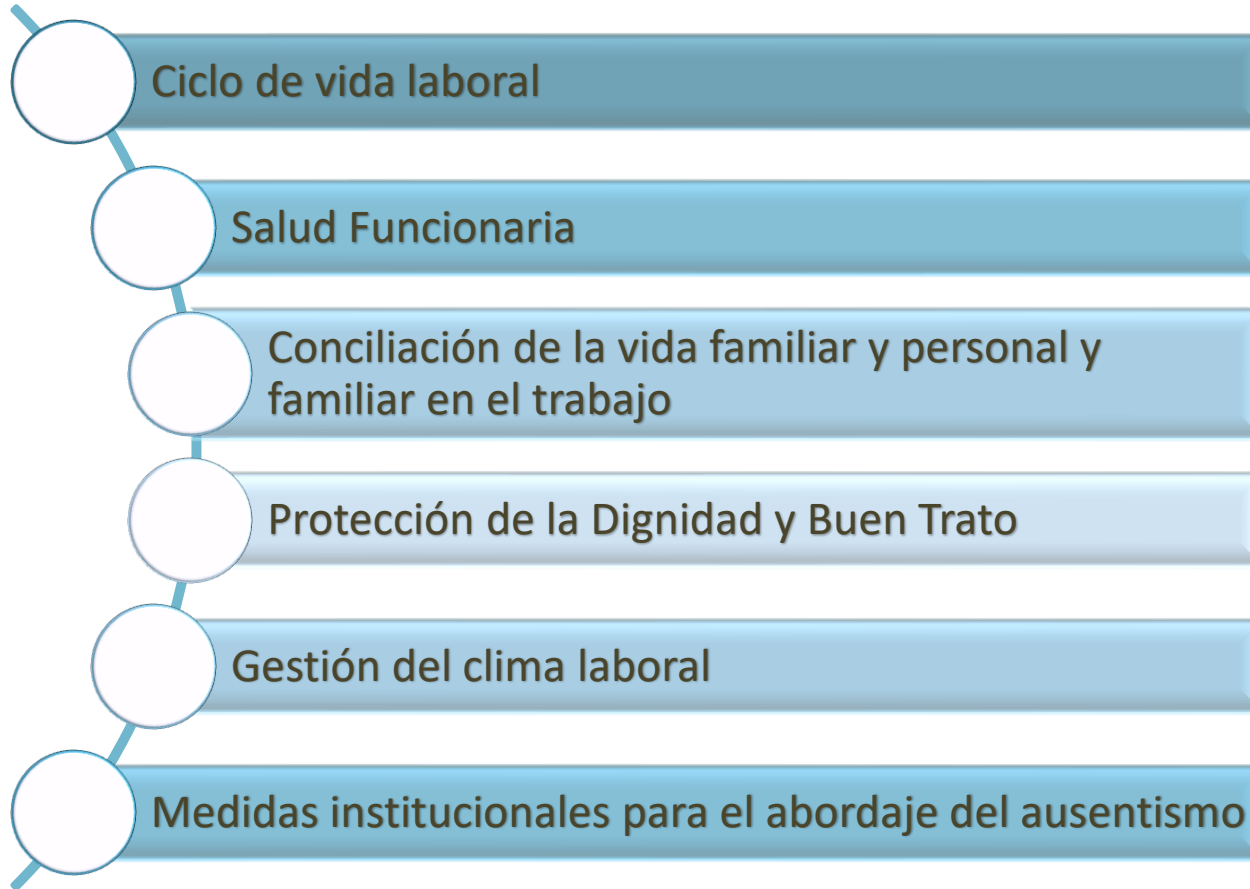 Ciclo de vida laboral
Salud Funcionaria
Conciliación de la vida familiar y personal y
familiar en el trabajo
Protección de la Dignidad y Buen Trato
Gestión del clima laboral
Medidas institucionales para el abordaje del ausentismo